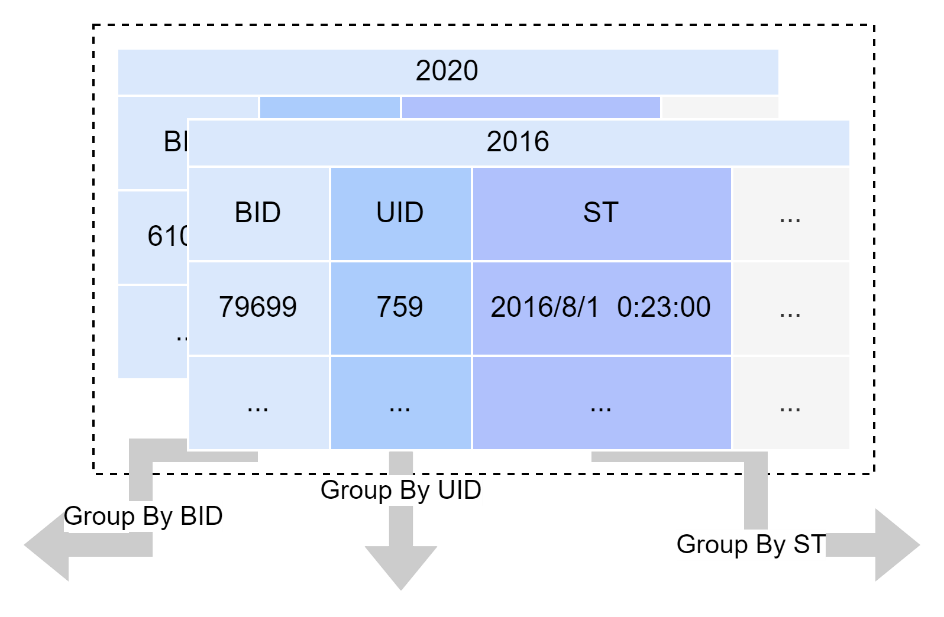 2020
2016
BID UID ST ...
79699 759 2016/8/1 0:23:00 ...
... ... ... ...
Group By BID
Group By UID
Group By ST